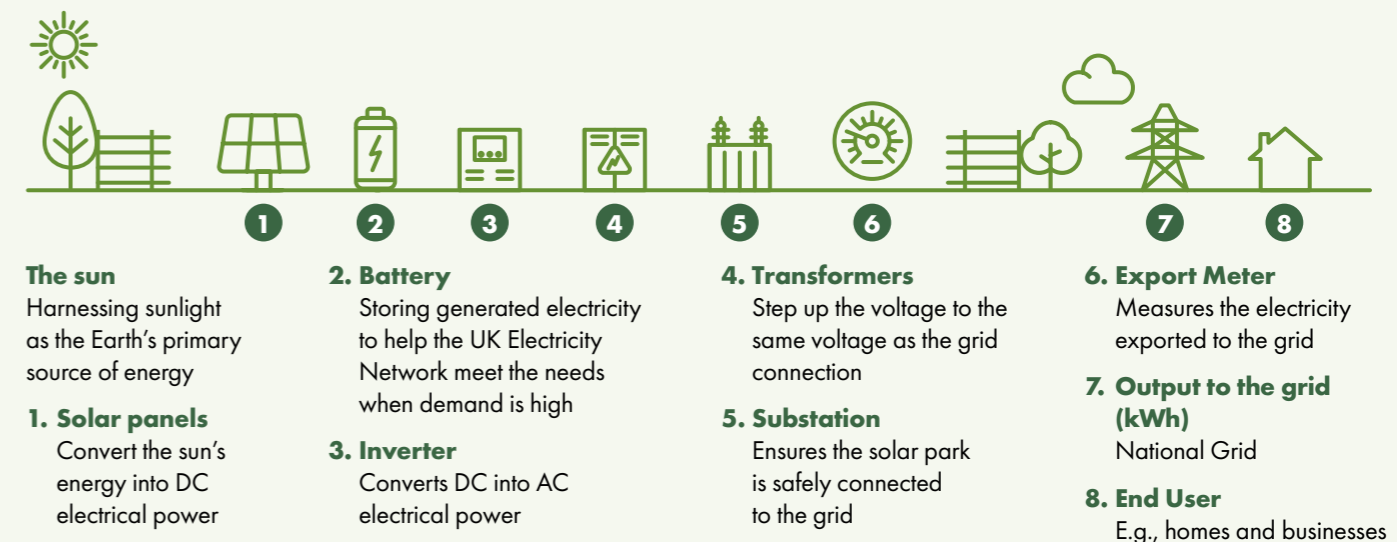 1
2
3
4
5
6
7
8
The sun
Harnessing sunlight
as the Earth’s primary
source of energy
1. Solar panels
Convert the sun’s
energy into DC
electrical power
2. Battery
Storing generated electricity
to help the UK Electricity
Network meet the needs
when demand is high
3. Inverter
Converts DC into AC
electrical power
4. Transformers
Step up the voltage to the
same voltage as the grid
connection
5. Substation
Ensures the solar park
is safely connected
to the grid
6. Export Meter
Measures the electricity
exported to the grid
7. Output to the grid
(kWh)
National Grid
8. End User
E.g., homes and businesses